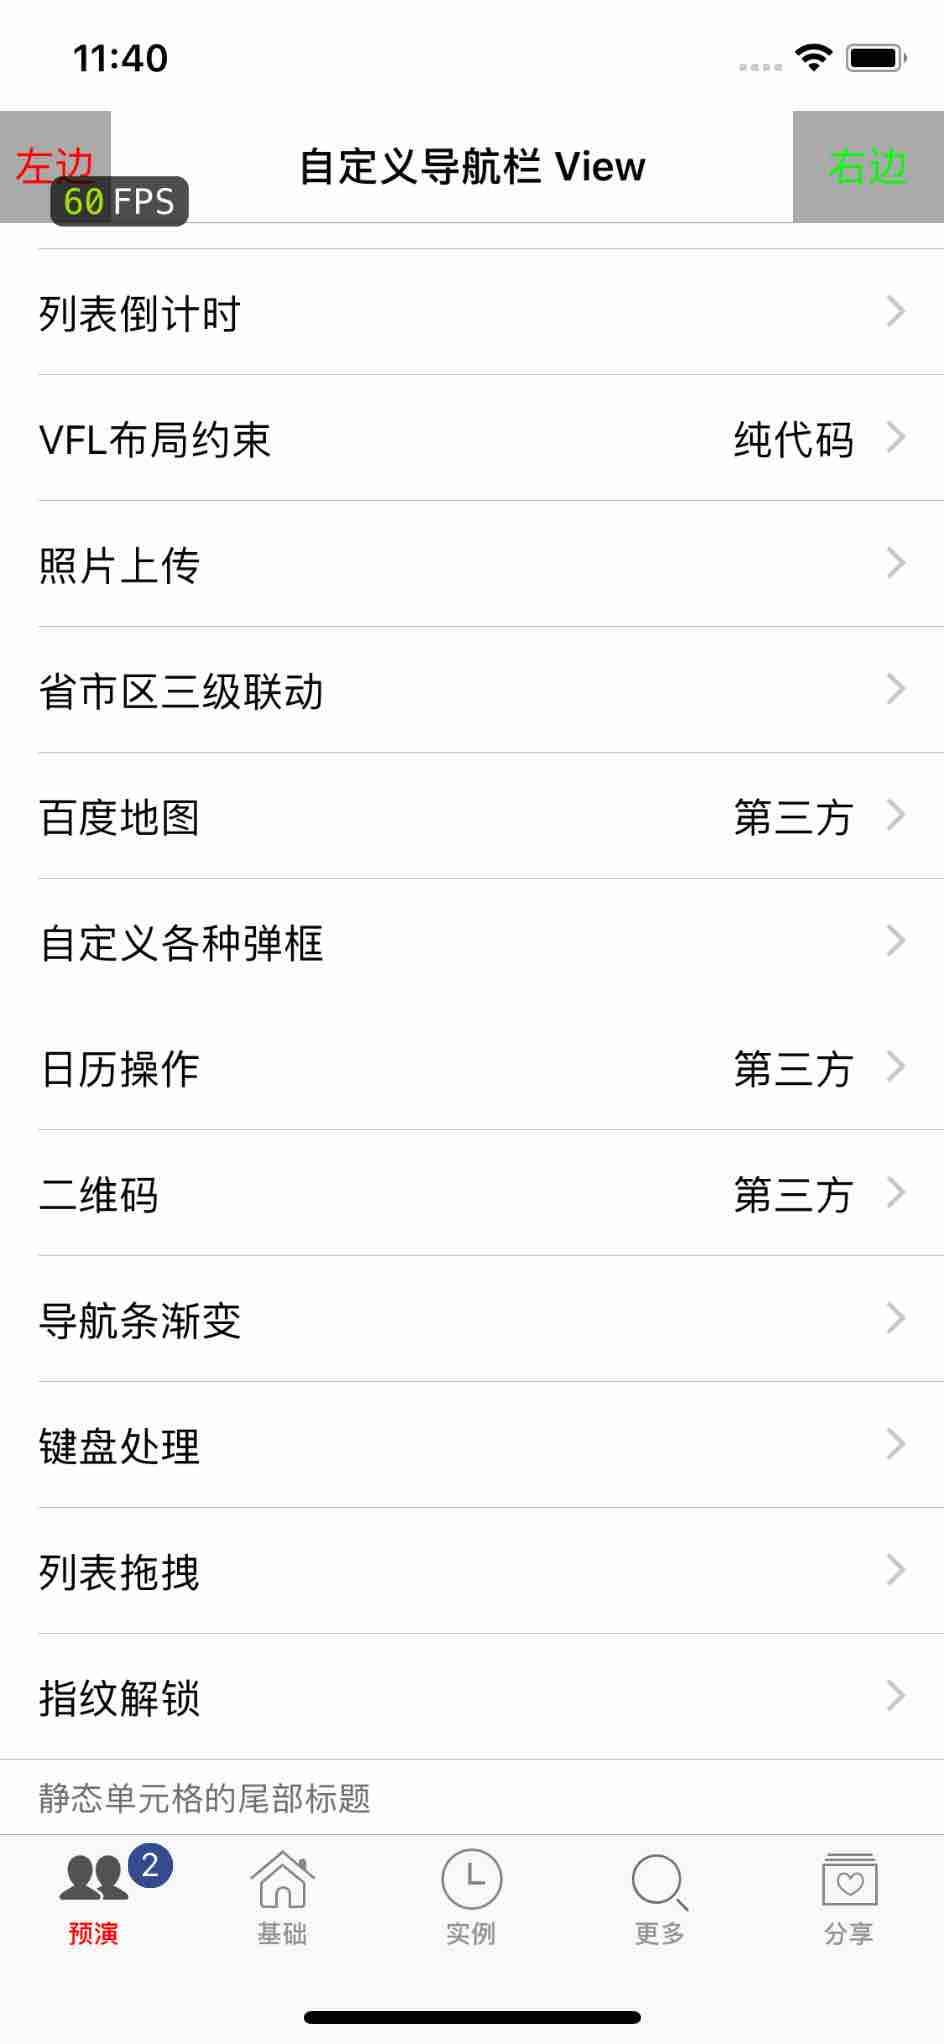 11:40
左边
自定义导航栏 View
右边
60FPS
列表倒计时
VFL布局约束 纯代码
照片上传
省市区三级联动
百度地图 第三方
自定义各种弹框
日历操作 第三方
二维码 第三方
导航条渐变
键盘处理
列表拖拽
指纹解锁
静态单元格的尾部标题
2
预演 基础 实例 更多 分享